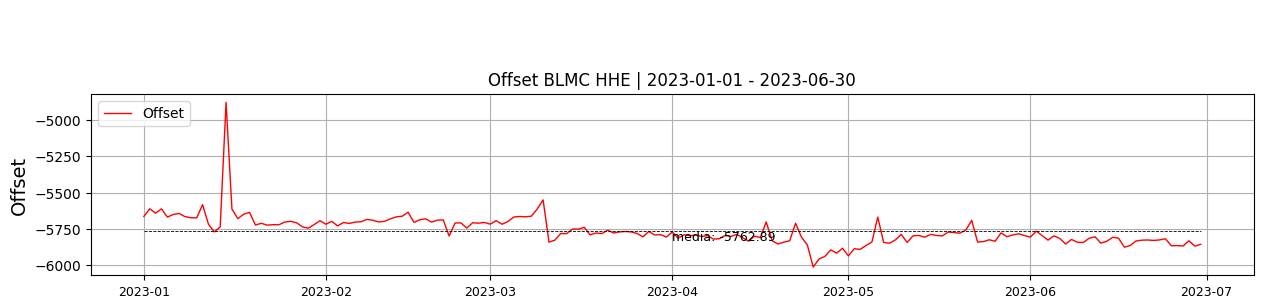 Offset BLMC HHE | 2023-01-01 - 2023-06-30
Offset
Offset
−5000
−5250
−5500
−5750
−6000
media: -5762.89
2023-01 2023-02 2023-03 2023-04 2023-05 2023-06 2023-07